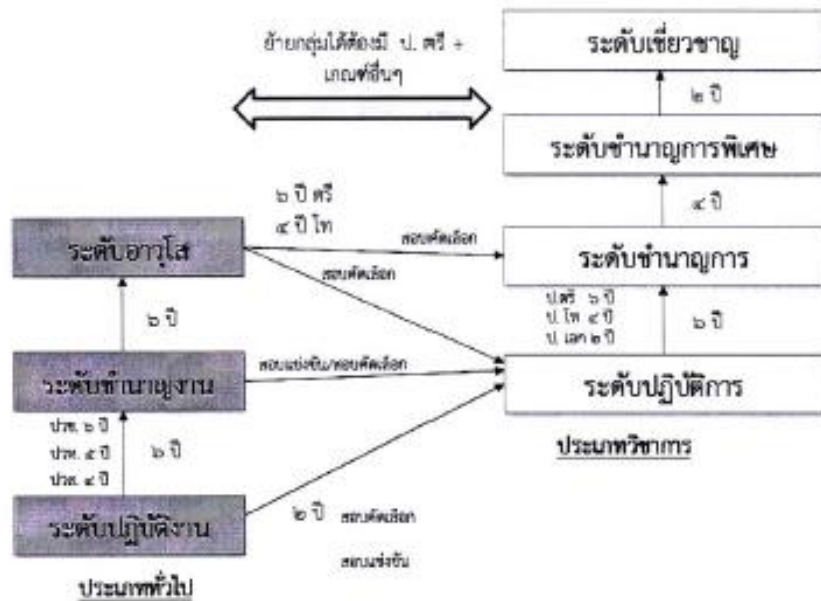 ย้ายกลุ่มได้ต้องมี ป. ตรี +
เกณฑ์อื่นๆ
ระดับเชี่ยวชาญ
๒ ปี
ระดับชำนาญการพิเศษ
๔ ปี
๖ ปี ตรี
๔ ปี โท
ระดับอาวุโส
สอบคัดเลือก
สอบคัดเลือก
ระดับชำนาญการ
๖ ปี
ป.ตรี ๖ ปี
ป. โท ๔ ปี
ป. เอก ๒ ปี
๖ ปี
ระดับชำนาญงาน
สอบแข่งขัน/สอบคัดเลือก
ระดับปฏิบัติการ
ปวช. ๖ ปี
ปวท. ๕ ปี
ปวส. ๔ ปี
๖ ปี
ประเภทวิชาการ
ระดับปฏิบัติงาน
๒ ปี สอบคัดเลือก
สอบแข่งขัน
ประเภททั่วไป